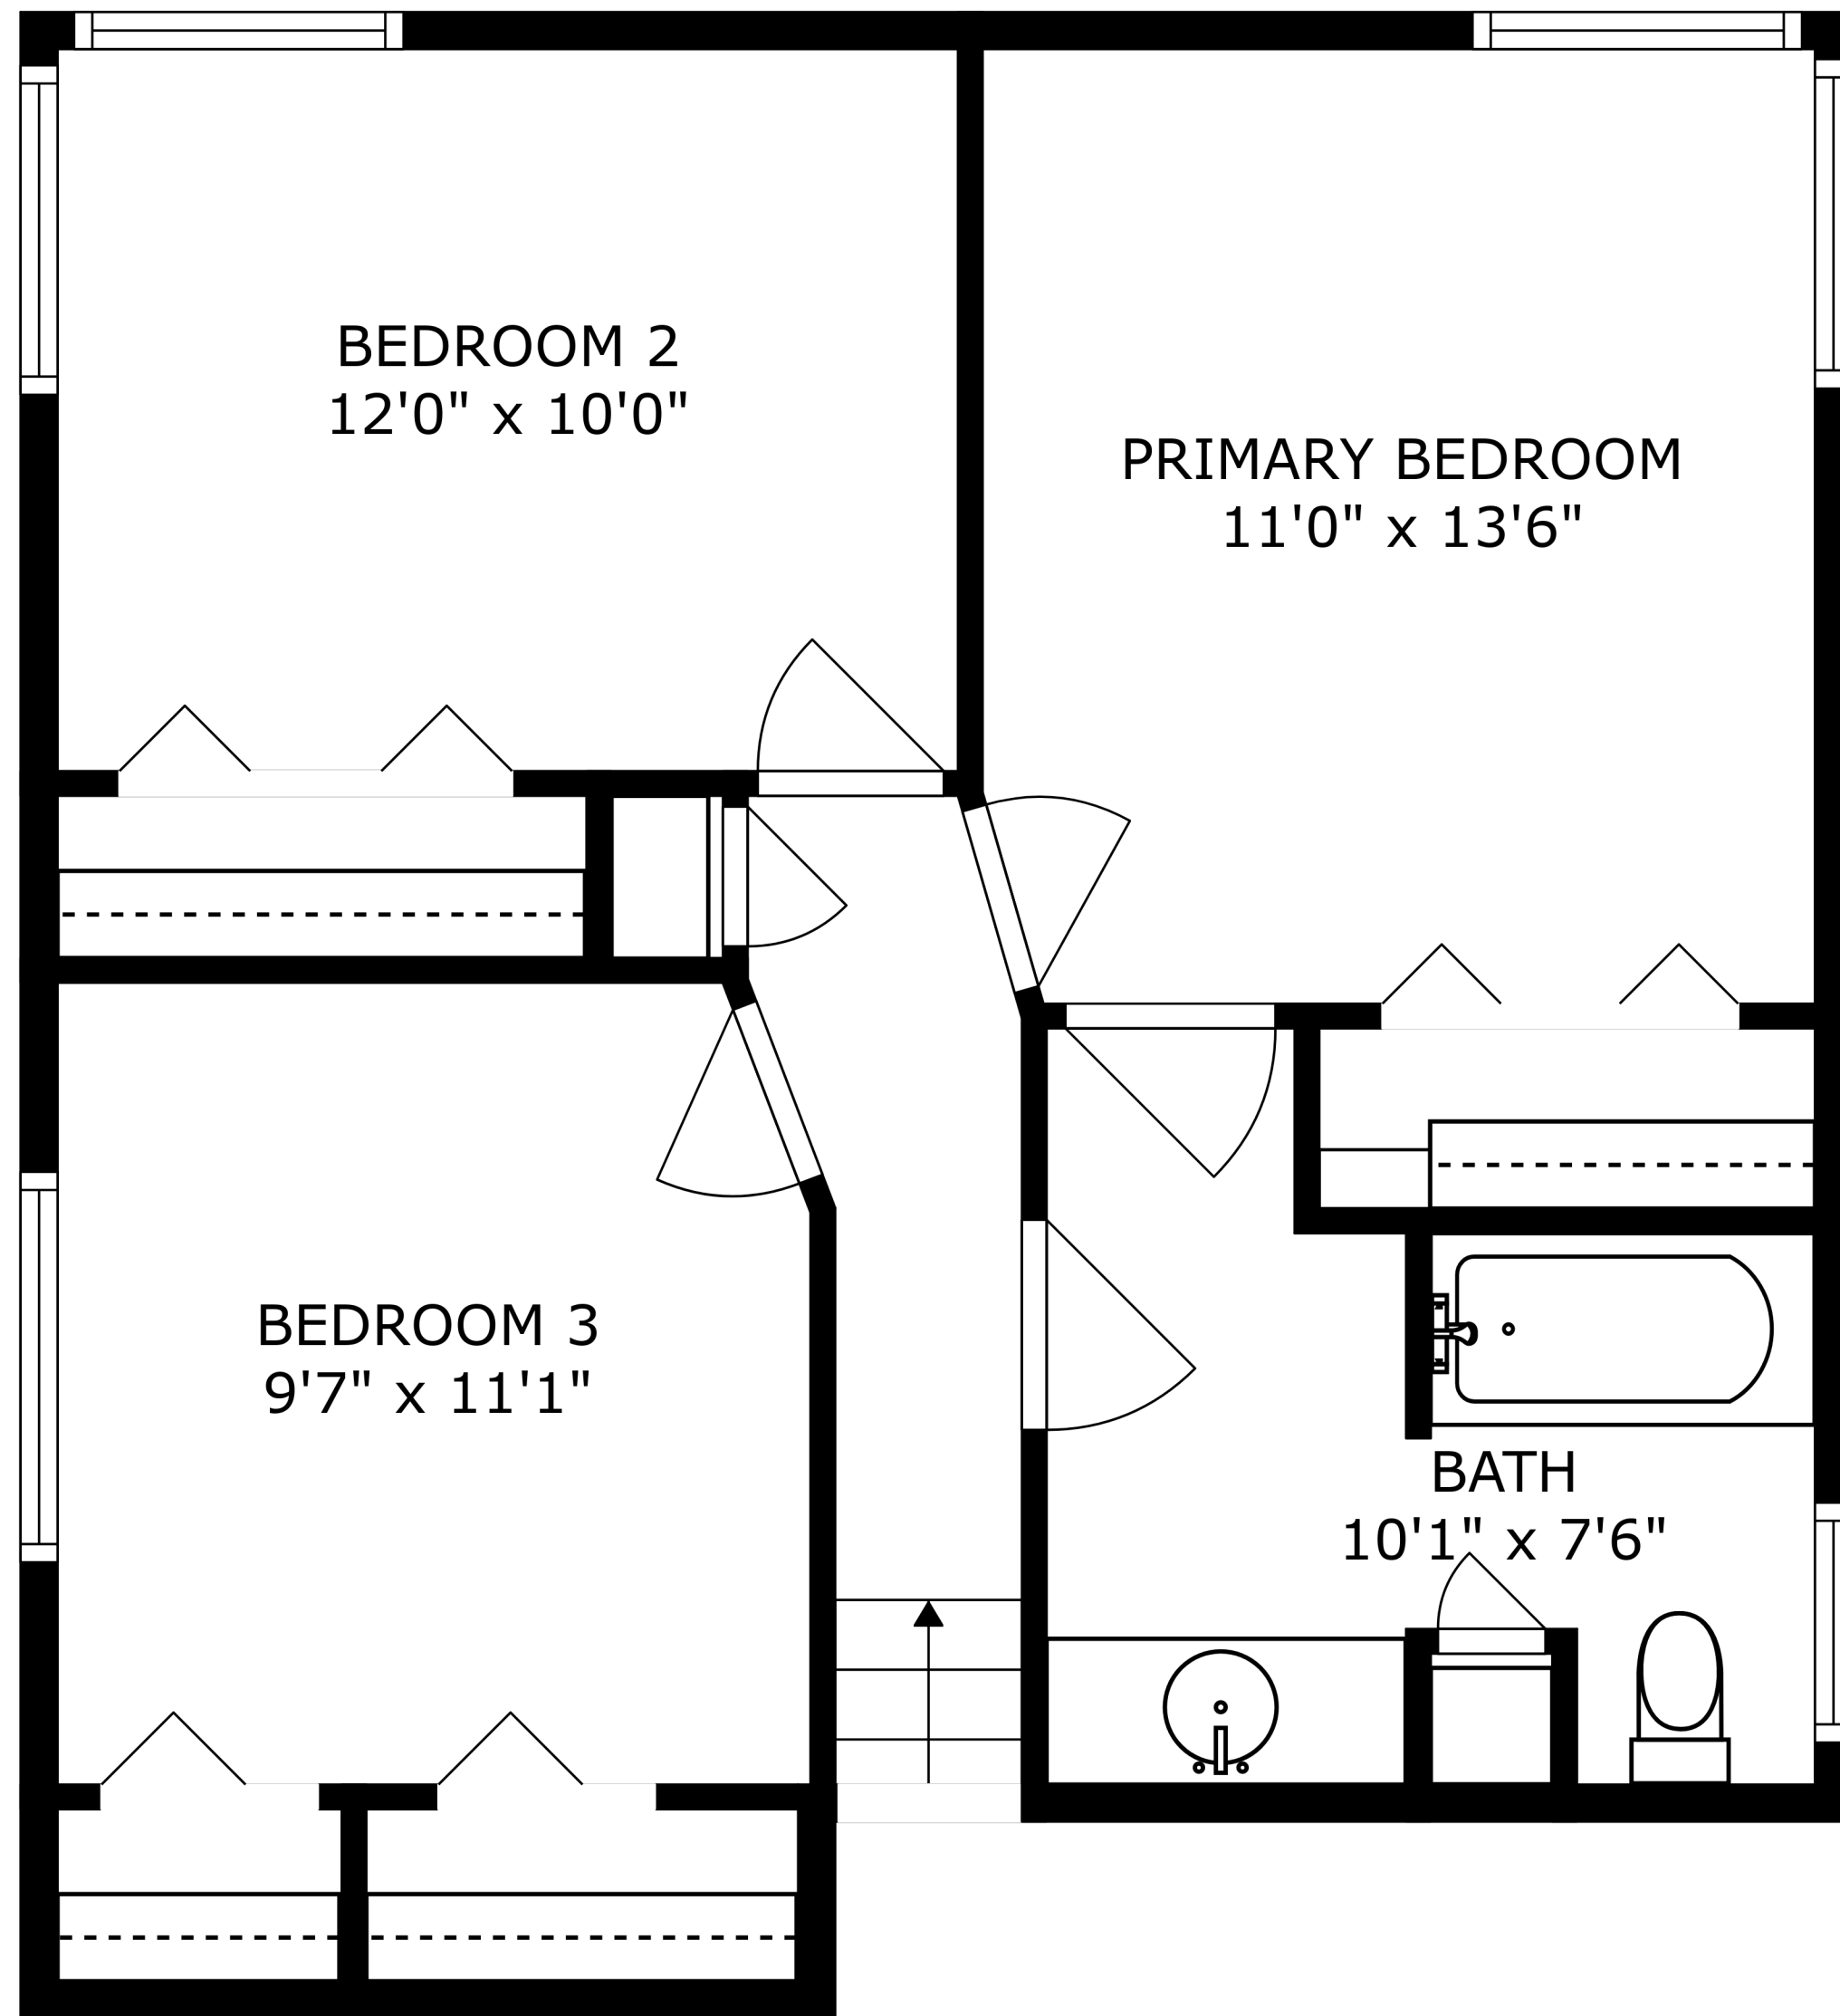 BEDROOM 2
12'0" x 10'0"
PRIMARY BEDROOM
11'0" x 13'6"
BEDROOM 3
9'7" x 11'1"
BATH
10'1" x 7'6"